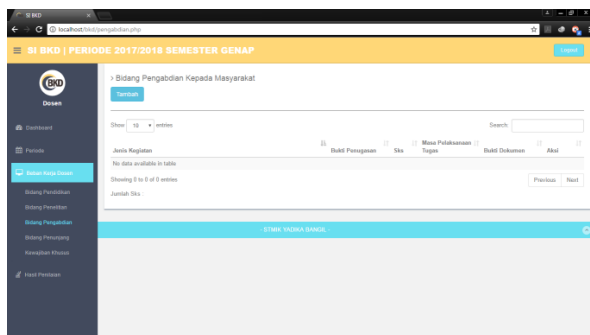 SI BKD
localhost/bkd/pengabdian.php
SI BKD | PERIODE 2017/2018 SEMESTER GENAP
Logout
BKD
Dosen
Dashboard
Periode
Beban Kerja Dosen
Bidang Pendidikan
Bidang Penelitian
Bidang Pengabdian
Bidang Penunjang
Kewajiban Khusus
Hasil Penilaian
> Bidang Pengabdian Kepada Masyarakat
Tambah
Show 10 entries
Search:
Jenis Kegiatan Bukti Penugasan Sks Masa Pelaksanaan Tugas Bukti Dokumen Aksi
No data available in table
Showing 0 to 0 of 0 entries
Previous Next
Jumlah Sks :
- STMIK YADIKA BANGIL -